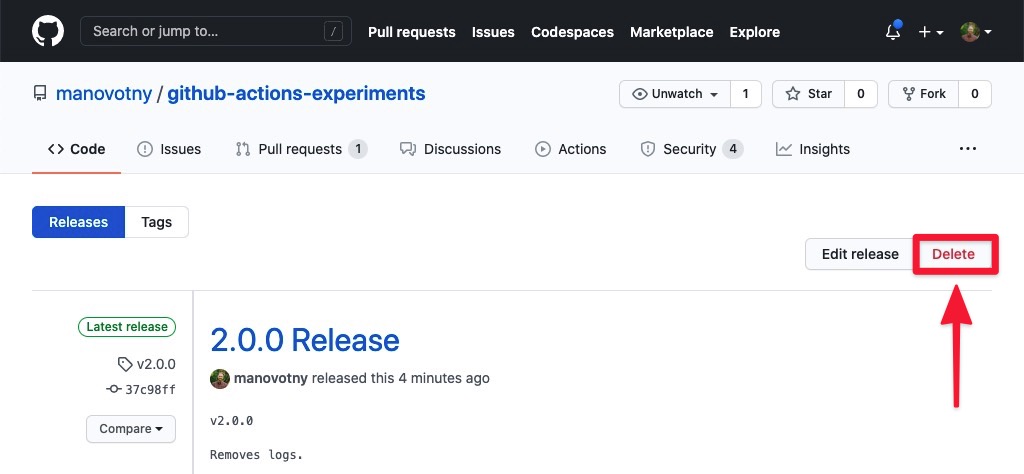 Search or jump to… / Pull requests Issues Codespaces Marketplace Explore
manovotny / github-actions-experiments Unwatch 1 Star 0 Fork 0
Code Issues Pull requests 1 Discussions Actions Security 4 Insights
Releases Tags
Edit release Delete
Latest release
v2.0.0
37c98ff
Compare
2.0.0 Release
manovotny released this 4 minutes ago
v2.0.0
Removes logs.